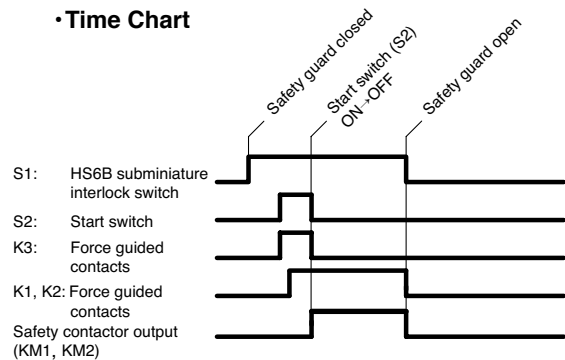 ・Time Chart
Safety guard closed
Start switch (S2)
ON→OFF
Safety guard open
S1: HS6B subminiature
interlock switch
S2: Start switch
K3: Force guided
contacts
K1, K2: Force guided
contacts
Safety contactor output
(KM1, KM2)